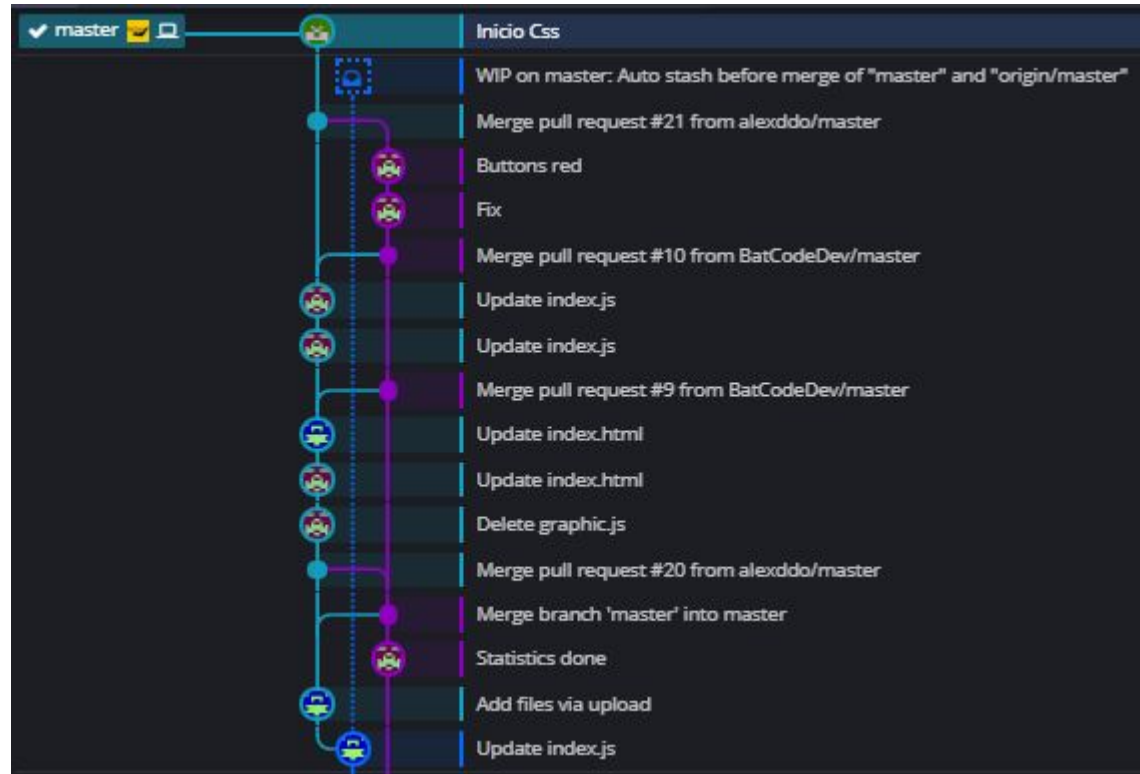 master
Inicio Css
WIP on master: Auto stash before merge of "master" and "origin/master"
Merge pull request #21 from alexddo/master
Buttons red
Fix
Merge pull request #10 from BatCodeDev/master
Update index.js
Update index.js
Merge pull request #9 from BatCodeDev/master
Update index.html
Update index.html
Delete graphic.js
Merge pull request #20 from alexddo/master
Merge branch 'master' into master
Statistics done
Add files via upload
Update index.js